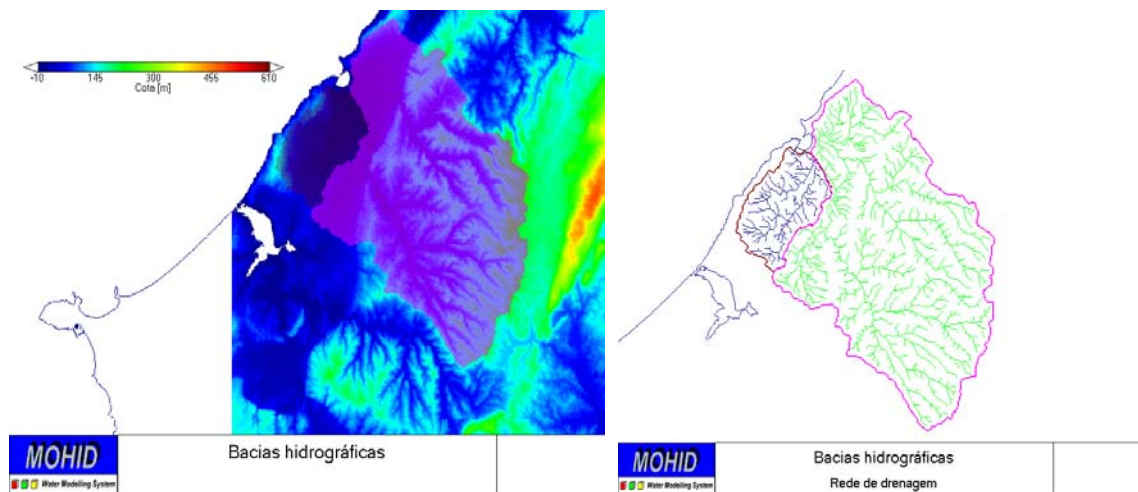 -10 145 300 455 610
Cota [m]
MOHID
Water Modelling System
Bacias hidrográficas
MOHID
Water Modelling System
Bacias hidrográficas
Rede de drenagem